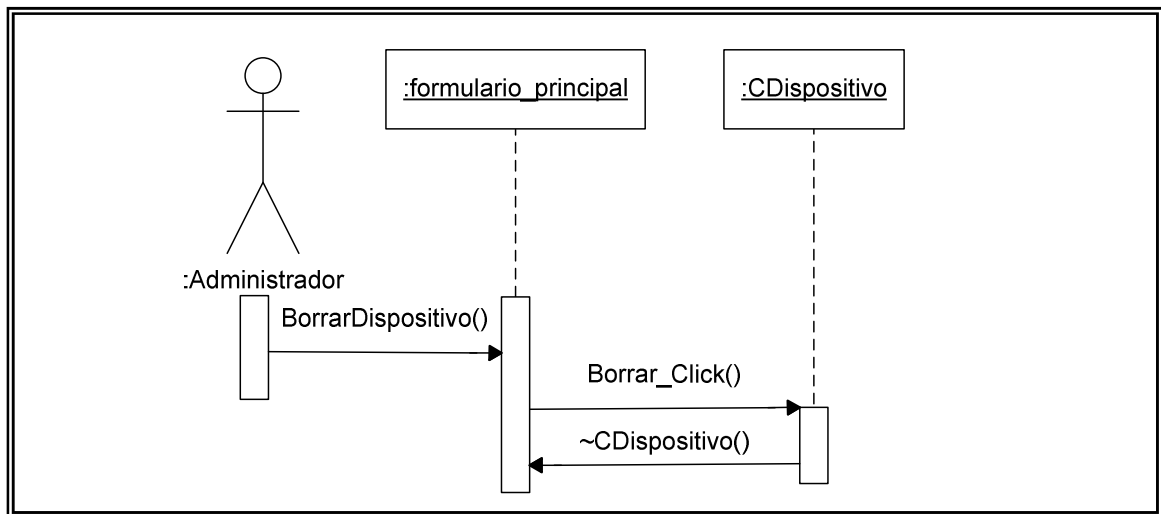 :formulario_principal
:CDispositivo
:Administrador
BorrarDispositivo()
Borrar_Click()
~CDispositivo()